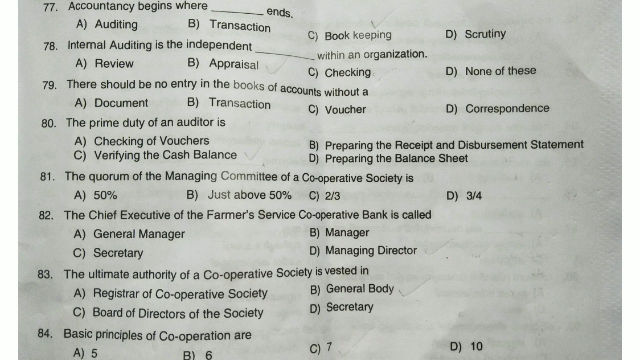 77. Accountancy begins where ________ ends.
A) Auditing B) Transaction C) Book keeping D) Scrutiny
78. Internal Auditing is the independent __________ within an organization.
A) Review B) Appraisal C) Checking D) None of these
79. There should be no entry in the books of accounts without a
A) Document B) Transaction C) Voucher D) Correspondence
80. The prime duty of an auditor is
A) Checking of Vouchers B) Preparing the Receipt and Disbursement Statement
C) Verifying the Cash Balance D) Preparing the Balance Sheet
81. The quorum of the Managing Committee of a Co-operative Society is
A) 50% B) Just above 50% C) 2/3 D) 3/4
82. The Chief Executive of the Farmer's Service Co-operative Bank is called
A) General Manager B) Manager
C) Secretary D) Managing Director
83. The ultimate authority of a Co-operative Society is vested in
A) Registrar of Co-operative Society B) General Body
C) Board of Directors of the Society D) Secretary
84. Basic principles of Co-operation are
A) 5 B) 6 C) 7 D) 10